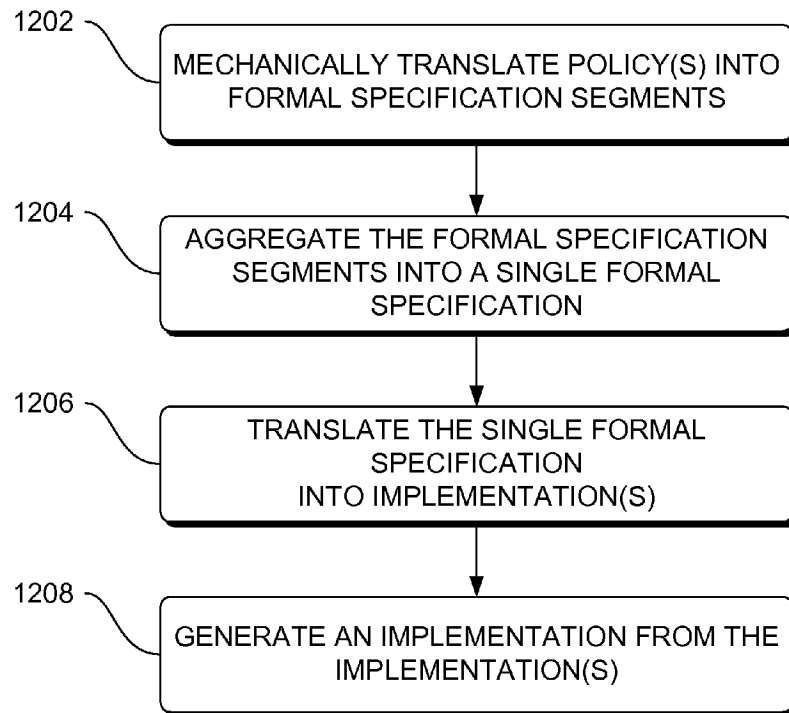 1202
MECHANICALLY TRANSLATE POLICY(S) INTO
FORMAL SPECIFICATION SEGMENTS
1204
AGGREGATE THE FORMAL SPECIFICATION
SEGMENTS INTO A SINGLE FORMAL
SPECIFICATION
1206
TRANSLATE THE SINGLE FORMAL
SPECIFICATION
INTO IMPLEMENTATION(S)
1208
GENERATE AN IMPLEMENTATION FROM THE
IMPLEMENTATION(S)